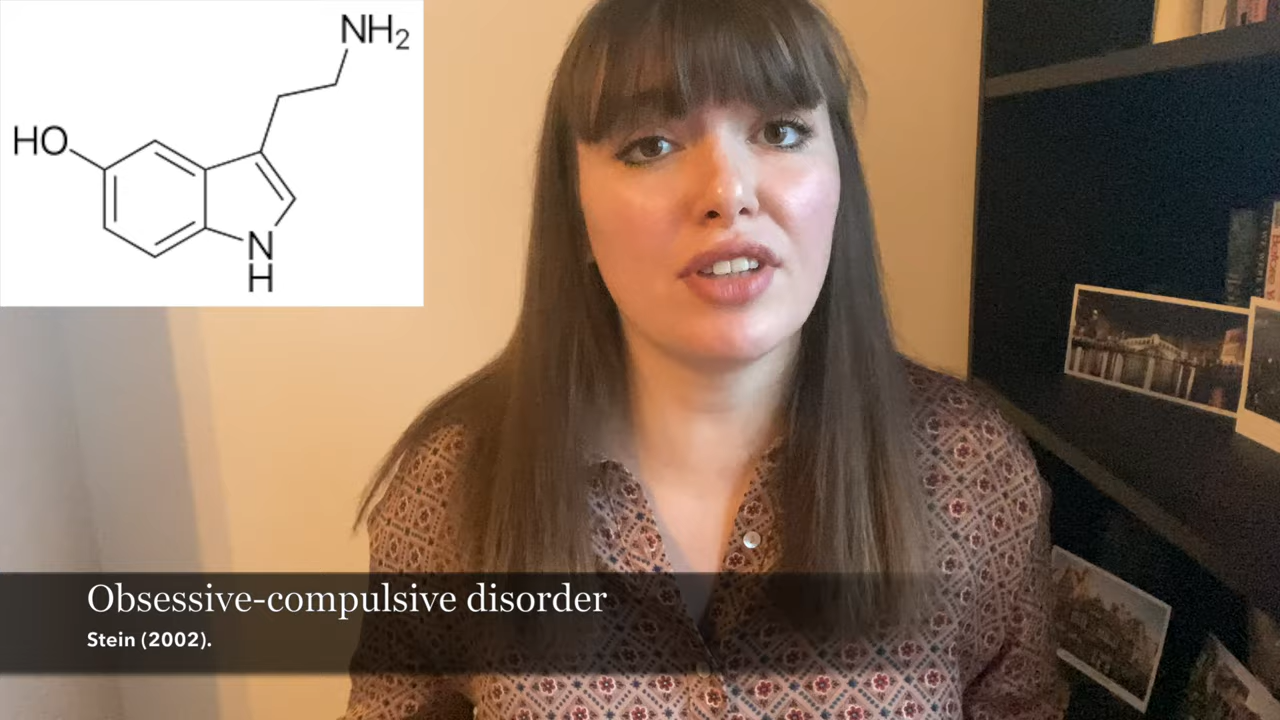 NH₂
HO
N
H
Obsessive-compulsive disorder
Stein (2002).